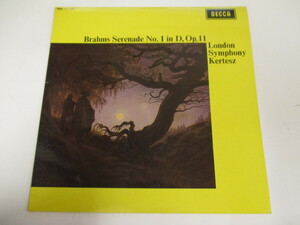 DECCA
Brahms Serenade No. 1 in D, Op. 11
London
Symphony
Kertesz